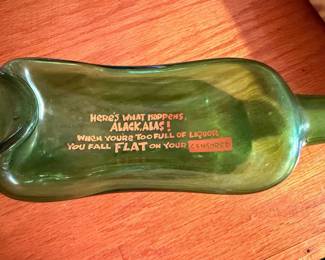 HERE'S WHAT HAPPENS,
ALACK, ALAS!
WHEN YOU'RE TOO FULL OF LIQUOR
YOU FALL FLAT ON YOUR CENSORED